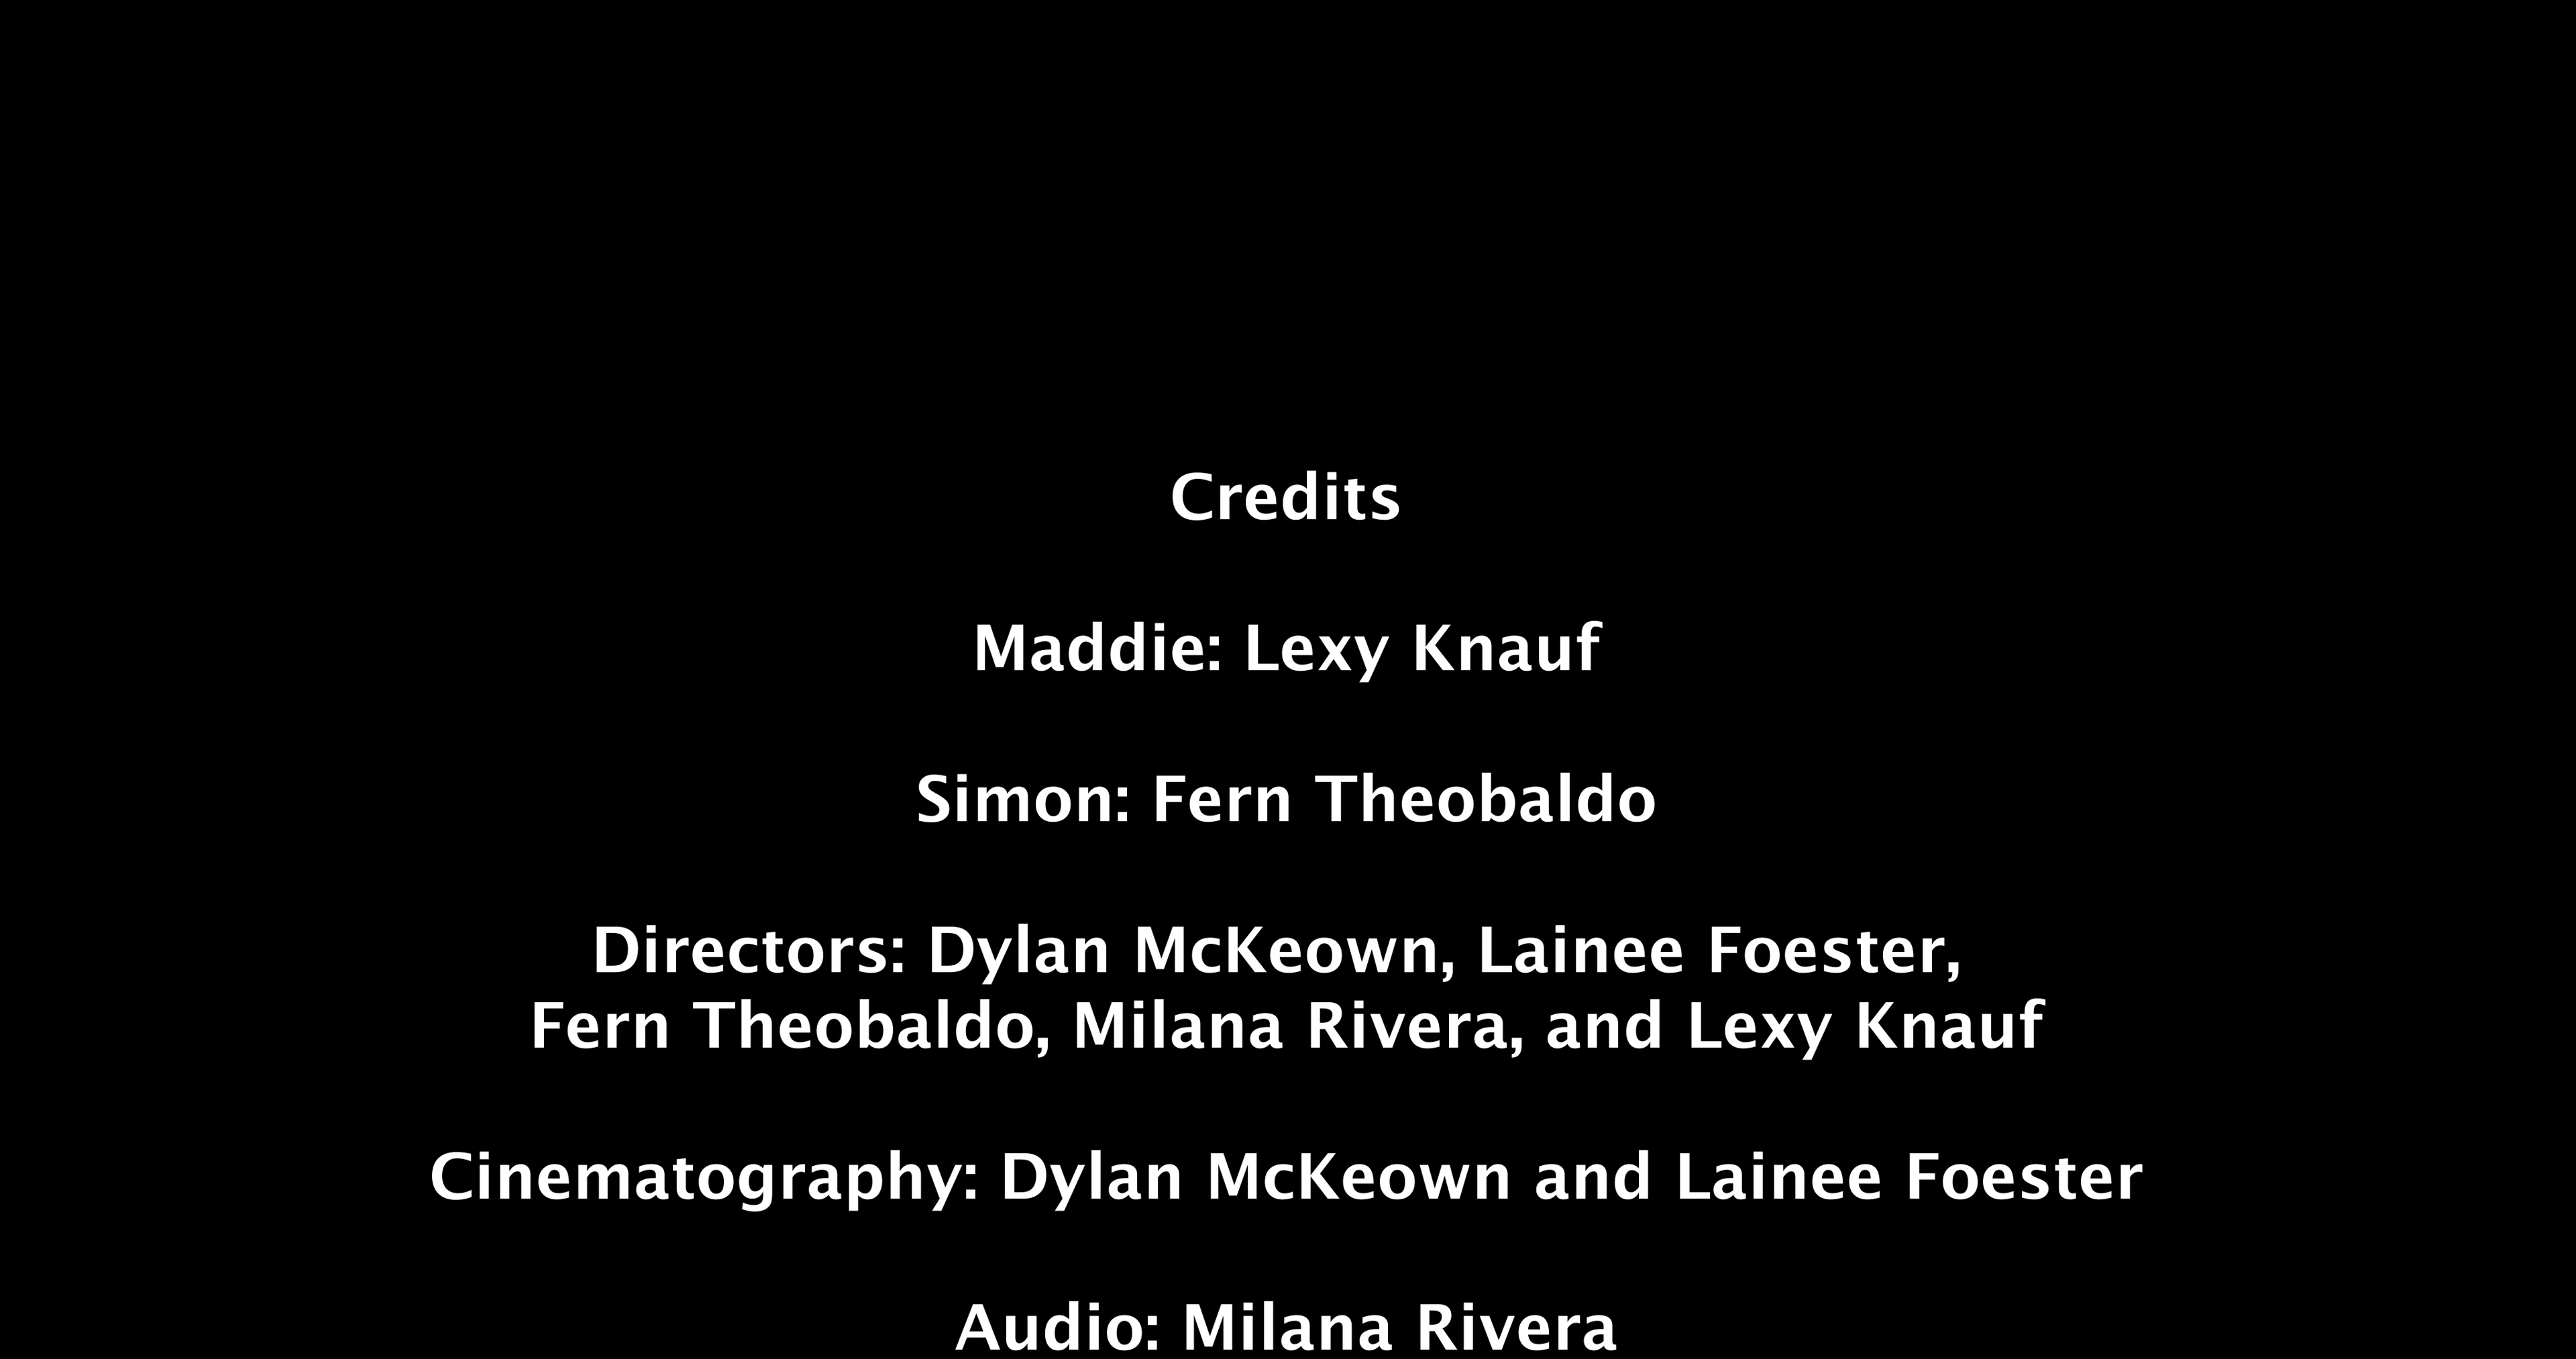 Credits
Maddie: Lexy Knauf
Simon: Fern Theobaldo
Directors: Dylan McKeown, Lainee Foester,
Fern Theobaldo, Milana Rivera, and Lexy Knauf
Cinematography: Dylan McKeown and Lainee Foester
Audio: Milana Rivera